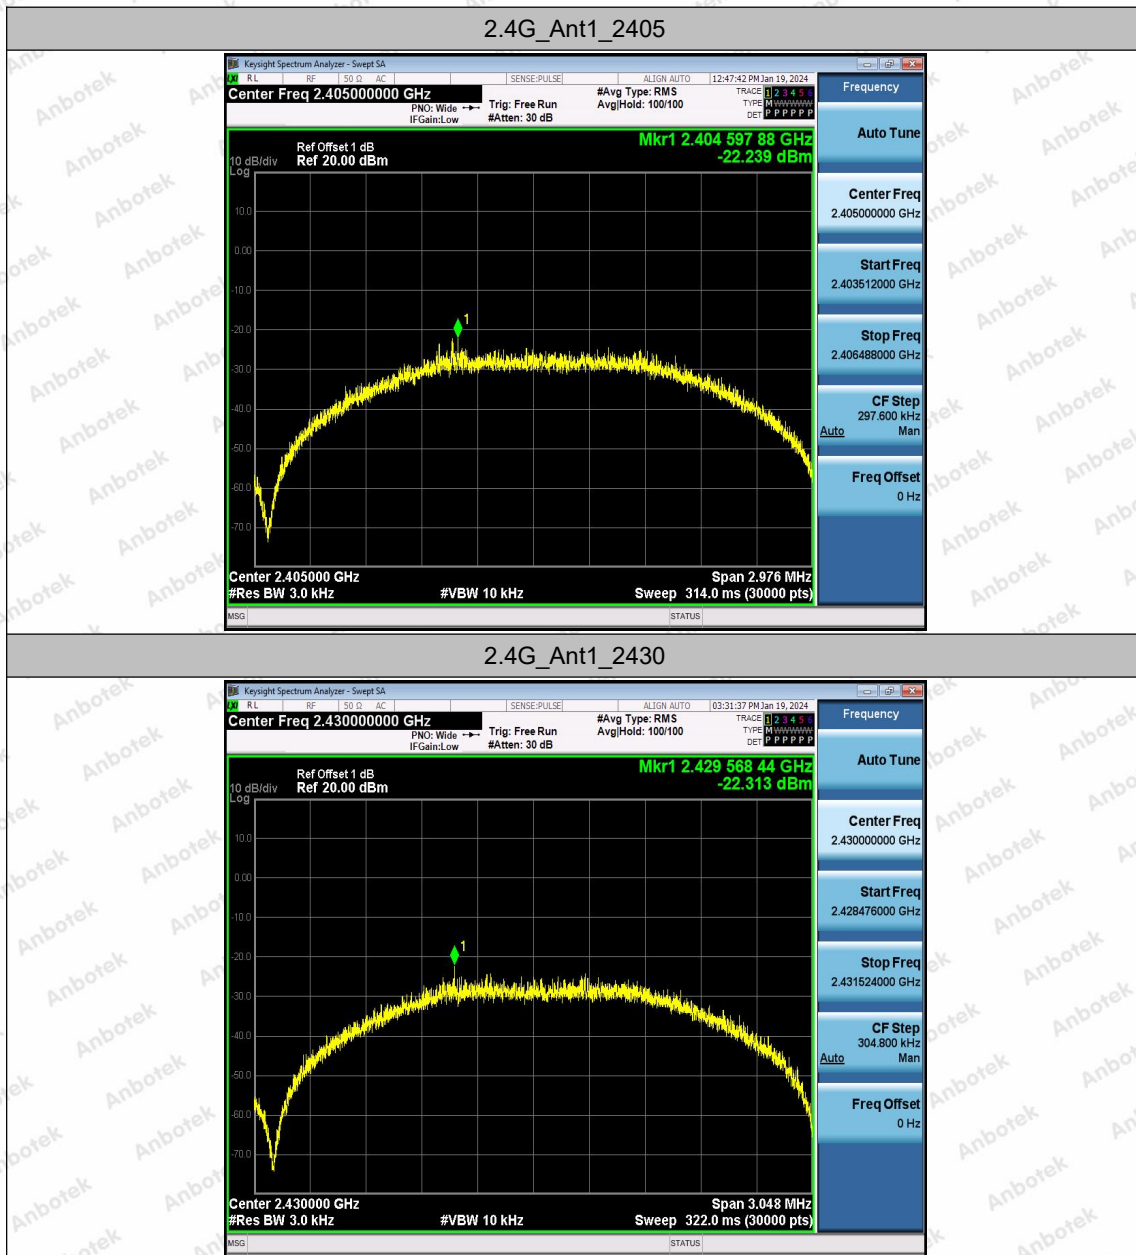 2.4G_Ant1_2405
Keysight Spectrum Analyzer - Swept SA
LXI RL RF 50 Ω AC SENSE:PULSE ALIGN AUTO 12:47:42 PM Jan 19, 2024
Center Freq 2.405000000 GHz
PNO: Wide
IFGain:Low
Trig: Free Run
#Atten: 30 dB
#Avg Type: RMS
Avg|Hold: 100/100
TRACE 1 2 3 4 5 6
TYPE M WWWWW
DET P P P P P P
Frequency
Mkr1 2.404 597 88 GHz
-22.239 dBm
Ref Offset 1 dB
10 dB/div Ref 20.00 dBm
Log
10.0
0.00
-10.0
-20.0
-30.0
-40.0
-50.0
-60.0
-70.0
1
Center 2.405000 GHz Span 2.976 MHz
#Res BW 3.0 kHz #VBW 10 kHz Sweep 314.0 ms (30000 pts)
MSG STATUS
Auto Tune
Center Freq
2.405000000 GHz
Start Freq
2.403512000 GHz
Stop Freq
2.406488000 GHz
CF Step
297.600 kHz
Auto Man
Freq Offset
0 Hz
2.4G_Ant1_2430
Keysight Spectrum Analyzer - Swept SA
LXI RL RF 50 Ω AC SENSE:PULSE ALIGN AUTO 03:31:37 PM Jan 19, 2024
Center Freq 2.430000000 GHz
PNO: Wide
IFGain:Low
Trig: Free Run
#Atten: 30 dB
#Avg Type: RMS
Avg|Hold: 100/100
TRACE 1 2 3 4 5 6
TYPE M WWWWW
DET P P P P P P
Frequency
Mkr1 2.429 568 44 GHz
-22.313 dBm
Ref Offset 1 dB
10 dB/div Ref 20.00 dBm
Log
10.0
0.00
-10.0
-20.0
-30.0
-40.0
-50.0
-60.0
-70.0
1
Center 2.430000 GHz Span 3.048 MHz
#Res BW 3.0 kHz #VBW 10 kHz Sweep 322.0 ms (30000 pts)
MSG STATUS
Auto Tune
Center Freq
2.430000000 GHz
Start Freq
2.428476000 GHz
Stop Freq
2.431524000 GHz
CF Step
304.800 kHz
Auto Man
Freq Offset
0 Hz
Anbotek